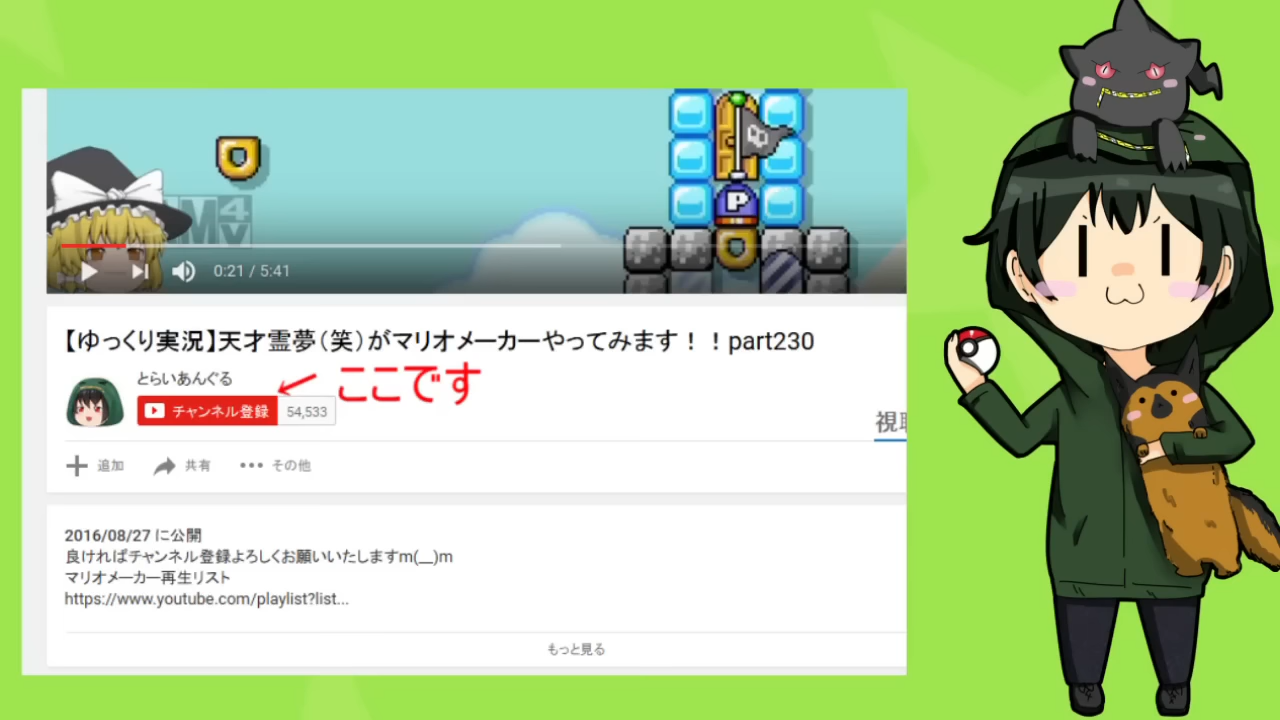 P
0:21 / 5:41
【ゆっくり実況】天才霊夢（笑）がマリオメーカーやってみます！！part230
とらいあんぐる
ここです
チャンネル登録 54,533
追加 共有 その他
2016/08/27 に公開
良ければチャンネル登録よろしくお願いいたしますm(__)m
マリオメーカー再生リスト
https://www.youtube.com/playlist?list...
もっと見る